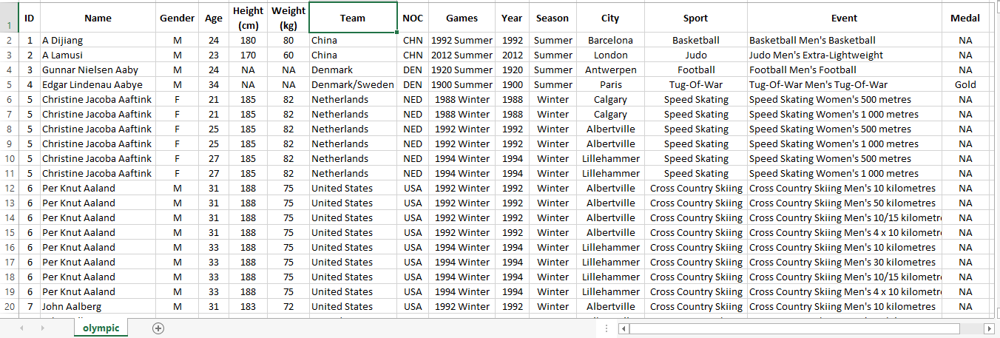 ID Name Gender Age Height (cm) Weight (kg) Team NOC Games Year Season City Sport Event Medal
1
2 1 A Dijiang M 24 180 80 China CHN 1992 Summer 1992 Summer Barcelona Basketball Basketball Men's Basketball NA
3 2 A Lamusi M 23 170 60 China CHN 2012 Summer 2012 Summer London Judo Judo Men's Extra-Lightweight NA
4 3 Gunnar Nielsen Aaby M 24 NA NA Denmark DEN 1920 Summer 1920 Summer Antwerpen Football Football Men's Football NA
5 4 Edgar Lindenau Aabye M 34 NA NA Denmark/Sweden DEN 1900 Summer 1900 Summer Paris Tug-Of-War Tug-Of-War Men's Tug-Of-War Gold
6 5 Christine Jacoba Aaftink F 21 185 82 Netherlands NED 1988 Winter 1988 Winter Calgary Speed Skating Speed Skating Women's 500 metres NA
7 5 Christine Jacoba Aaftink F 21 185 82 Netherlands NED 1988 Winter 1988 Winter Calgary Speed Skating Speed Skating Women's 1 000 metres NA
8 5 Christine Jacoba Aaftink F 25 185 82 Netherlands NED 1992 Winter 1992 Winter Albertville Speed Skating Speed Skating Women's 500 metres NA
9 5 Christine Jacoba Aaftink F 25 185 82 Netherlands NED 1992 Winter 1992 Winter Albertville Speed Skating Speed Skating Women's 1 000 metres NA
10 5 Christine Jacoba Aaftink F 27 185 82 Netherlands NED 1994 Winter 1994 Winter Lillehammer Speed Skating Speed Skating Women's 500 metres NA
11 5 Christine Jacoba Aaftink F 27 185 82 Netherlands NED 1994 Winter 1994 Winter Lillehammer Speed Skating Speed Skating Women's 1 000 metres NA
12 6 Per Knut Aaland M 31 188 75 United States USA 1992 Winter 1992 Winter Albertville Cross Country Skiing Cross Country Skiing Men's 10 kilometres NA
13 6 Per Knut Aaland M 31 188 75 United States USA 1992 Winter 1992 Winter Albertville Cross Country Skiing Cross Country Skiing Men's 50 kilometres NA
14 6 Per Knut Aaland M 31 188 75 United States USA 1992 Winter 1992 Winter Albertville Cross Country Skiing Cross Country Skiing Men's 10/15 kilometr NA
15 6 Per Knut Aaland M 31 188 75 United States USA 1992 Winter 1992 Winter Albertville Cross Country Skiing Cross Country Skiing Men's 4 x 10 kilometr NA
16 6 Per Knut Aaland M 33 188 75 United States USA 1994 Winter 1994 Winter Lillehammer Cross Country Skiing Cross Country Skiing Men's 10 kilometres NA
17 6 Per Knut Aaland M 33 188 75 United States USA 1994 Winter 1994 Winter Lillehammer Cross Country Skiing Cross Country Skiing Men's 30 kilometres NA
18 6 Per Knut Aaland M 33 188 75 United States USA 1994 Winter 1994 Winter Lillehammer Cross Country Skiing Cross Country Skiing Men's 10/15 kilometr NA
19 6 Per Knut Aaland M 33 188 75 United States USA 1994 Winter 1994 Winter Lillehammer Cross Country Skiing Cross Country Skiing Men's 4 x 10 kilometr NA
20 7 John Aalberg M 31 183 72 United States USA 1992 Winter 1992 Winter Albertville Cross Country Skiing Cross Country Skiing Men's 10 kilometres NA
olympic